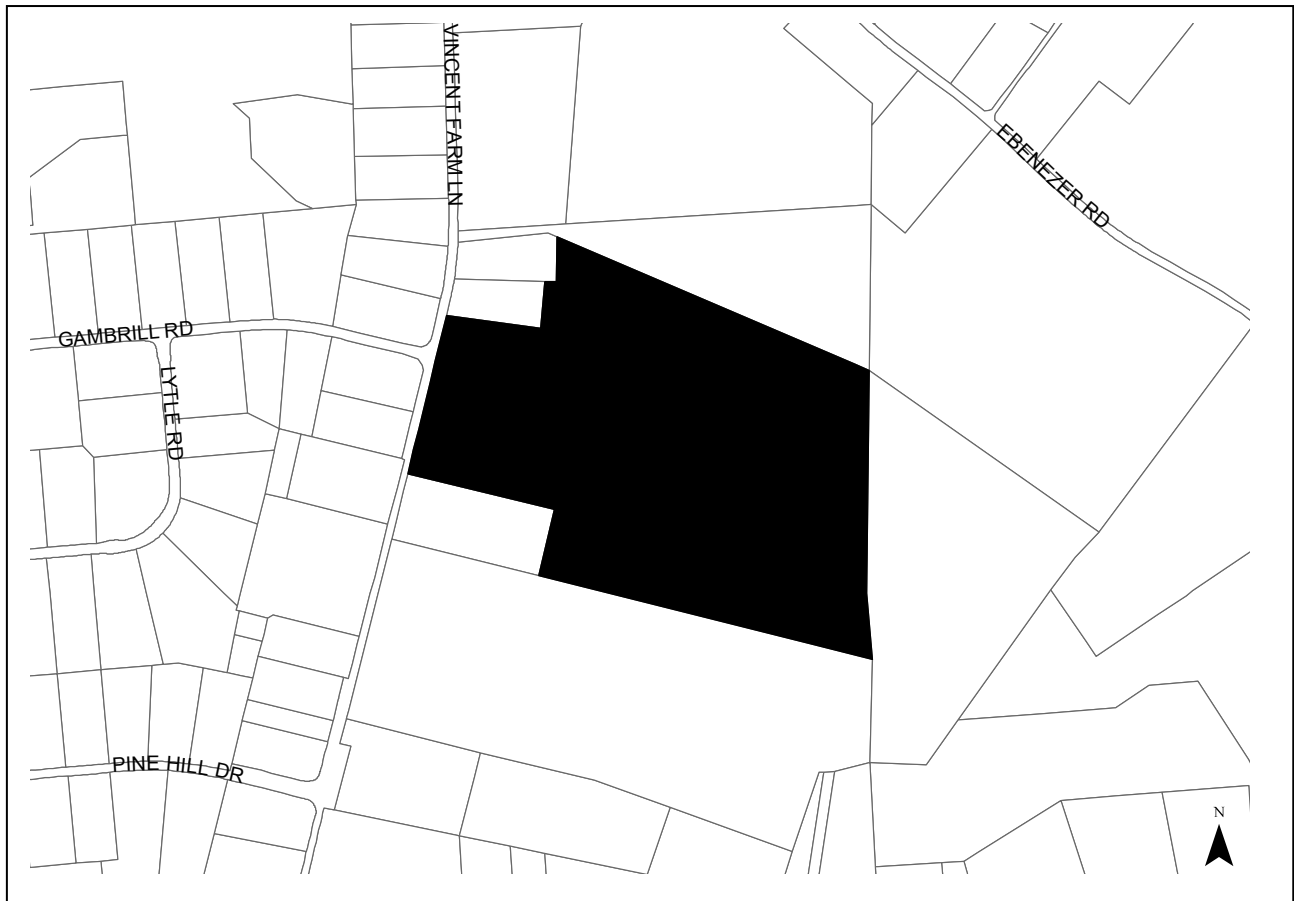 VINCENT FARM LN
EBENEZER RD
GAMBRILL RD
LYTLE RD
PINE HILL DR
N